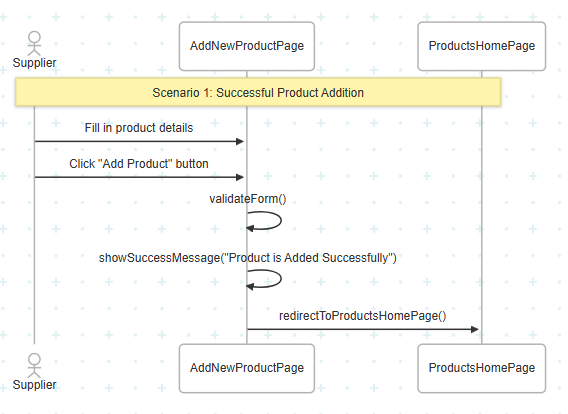 Supplier
AddNewProductPage
ProductsHomePage
Scenario 1: Successful Product Addition
Fill in product details
Click "Add Product" button
validateForm()
showSuccessMessage("Product is Added Successfully")
redirectToProductsHomePage()
Supplier
AddNewProductPage
ProductsHomePage